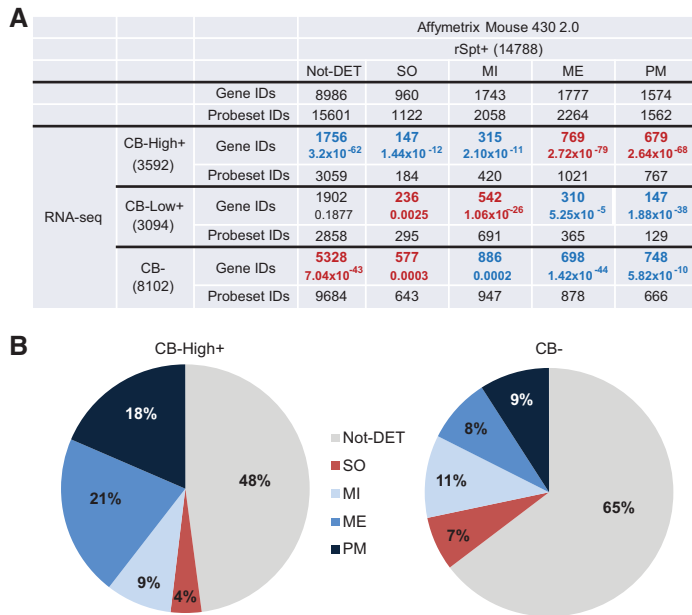 A
Affymetrix Mouse 430 2.0
rSpt+ (14788)
Not-DET SO MI ME PM
Gene IDs 8986 960 1743 1777 1574
Probeset IDs 15601 1122 2058 2264 1562
RNA-seq
CB-High+
(3592)
Gene IDs 1756 147 315 769 679
3.2x10-62 1.44x10-12 2.10x10-11 2.72x10-79 2.64x10-68
Probeset IDs 3059 184 420 1021 767
CB-Low+
(3094)
Gene IDs 1902 236 542 310 147
0.1877 0.0025 1.06x10-26 5.25x10-5 1.88x10-38
Probeset IDs 2858 295 691 365 129
CB-
(8102)
Gene IDs 5328 577 886 698 748
7.04x10-43 0.0003 0.0002 1.42x10-44 5.82x10-10
Probeset IDs 9684 643 947 878 666
B
CB-High+
18%
48%
21%
9%
4%
Not-DET
SO
MI
ME
PM
CB-
9%
8%
11%
65%
7%